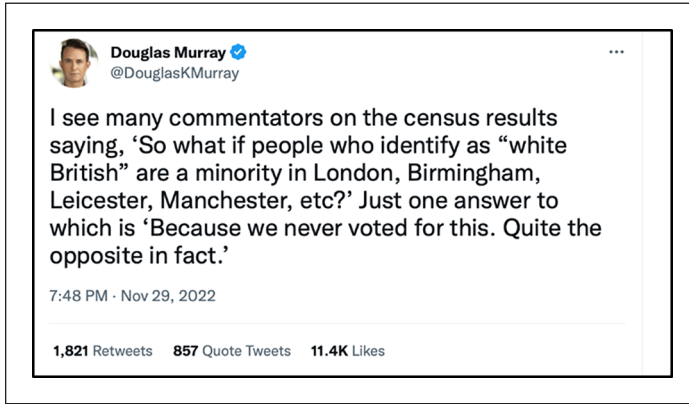 Douglas Murray
@DouglasKMurray
I see many commentators on the census results
saying, ‘So what if people who identify as “white
British” are a minority in London, Birmingham,
Leicester, Manchester, etc?’ Just one answer to
which is ‘Because we never voted for this. Quite the
opposite in fact.’
7:48 PM · Nov 29, 2022
1,821 Retweets 857 Quote Tweets 11.4K Likes